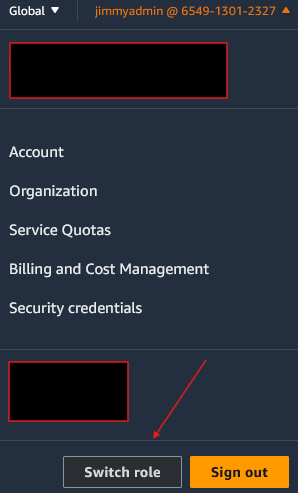 Global ▼ jimmyadmin @ 6549-1301-2327 ▲
Account
Organization
Service Quotas
Billing and Cost Management
Security credentials
Switch role Sign out